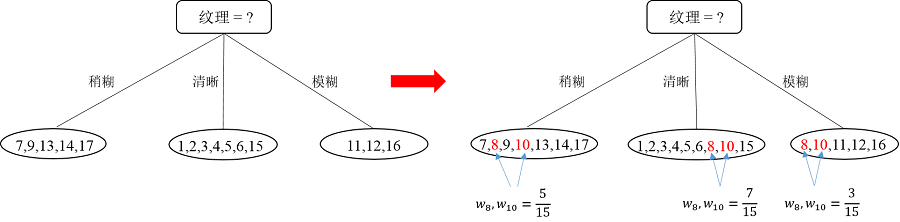 纹理=?
稍糊
清晰
模糊
7,9,13,14,17
1,2,3,4,5,6,15
11,12,16
纹理=?
稍糊
清晰
模糊
7,8,9,10,13,14,17
1,2,3,4,5,6,8,10,15
8,10,11,12,16
w₈, w₁₀ = 5/15
w₈, w₁₀ = 7/15
w₈, w₁₀ = 3/15